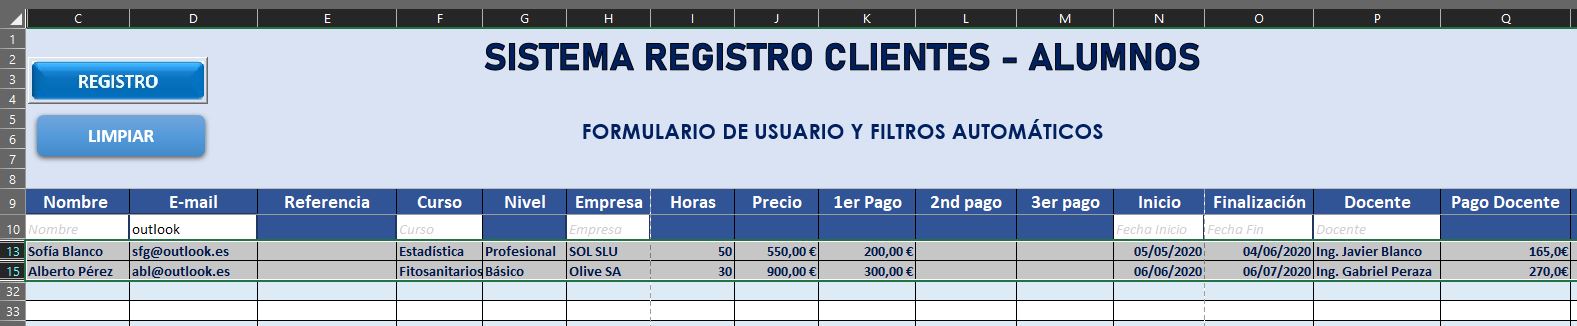 C D E F G H I J K L M N O P Q
1
SISTEMA REGISTRO CLIENTES - ALUMNOS
2
REGISTRO
3
4
5
LIMPIAR
FORMULARIO DE USUARIO Y FILTROS AUTOMÁTICOS
6
7
8
9 Nombre E-mail Referencia Curso Nivel Empresa Horas Precio 1er Pago 2nd pago 3er pago Inicio Finalización Docente Pago Docente
10 Nombre outlook Curso Empresa Fecha Inicio Fecha Fin Docente
13 Sofía Blanco sfg@outlook.es Estadística Profesional SOL SLU 50 550,00 € 200,00 € 05/05/2020 04/06/2020 Ing. Javier Blanco 165,0€
15 Alberto Pérez abl@outlook.es Fitosanitarios Básico Olive SA 30 900,00 € 300,00 € 06/06/2020 06/07/2020 Ing. Gabriel Peraza 270,0€
32
33